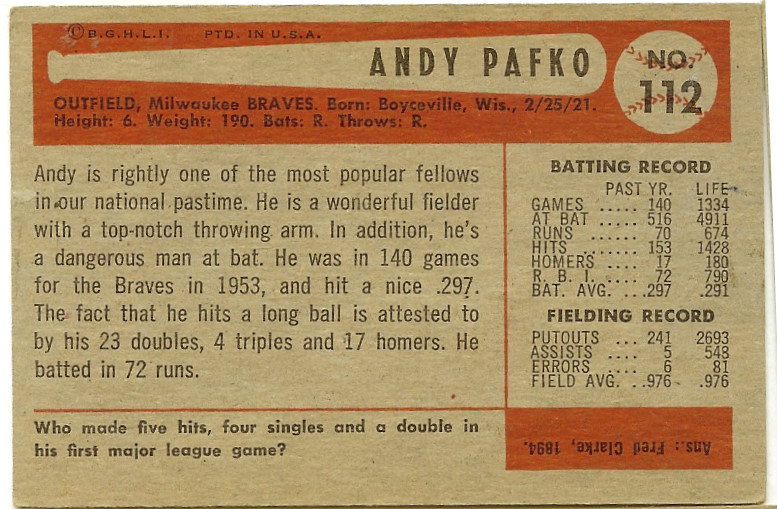 ©B.G.H.L.I. PTD. IN U.S.A.
ANDY PAFKO
NO.
112
OUTFIELD, Milwaukee BRAVES. Born: Boyceville, Wis., 2/25/21.
Height: 6. Weight: 190. Bats: R. Throws: R.
Andy is rightly one of the most popular fellows
in our national pastime. He is a wonderful fielder
with a top-notch throwing arm. In addition, he's
a dangerous man at bat. He was in 140 games
for the Braves in 1953, and hit a nice .297.
The fact that he hits a long ball is attested to
by his 23 doubles, 4 triples and 17 homers. He
batted in 72 runs.
BATTING RECORD
PAST YR. LIFE
GAMES ..... 140 1334
AT BAT ..... 516 4911
RUNS ..... 70 674
HITS ..... 153 1428
HOMERS .... 17 180
R. B. I. .... 72 790
BAT. AVG. ...297 .291
FIELDING RECORD
PUTOUTS ... 241 2693
ASSISTS .... 5 548
ERRORS .... 6 81
FIELD AVG. ..976 .976
Who made five hits, four singles and a double in
his first major league game?
Ans.: Fred Clarke, 1894.